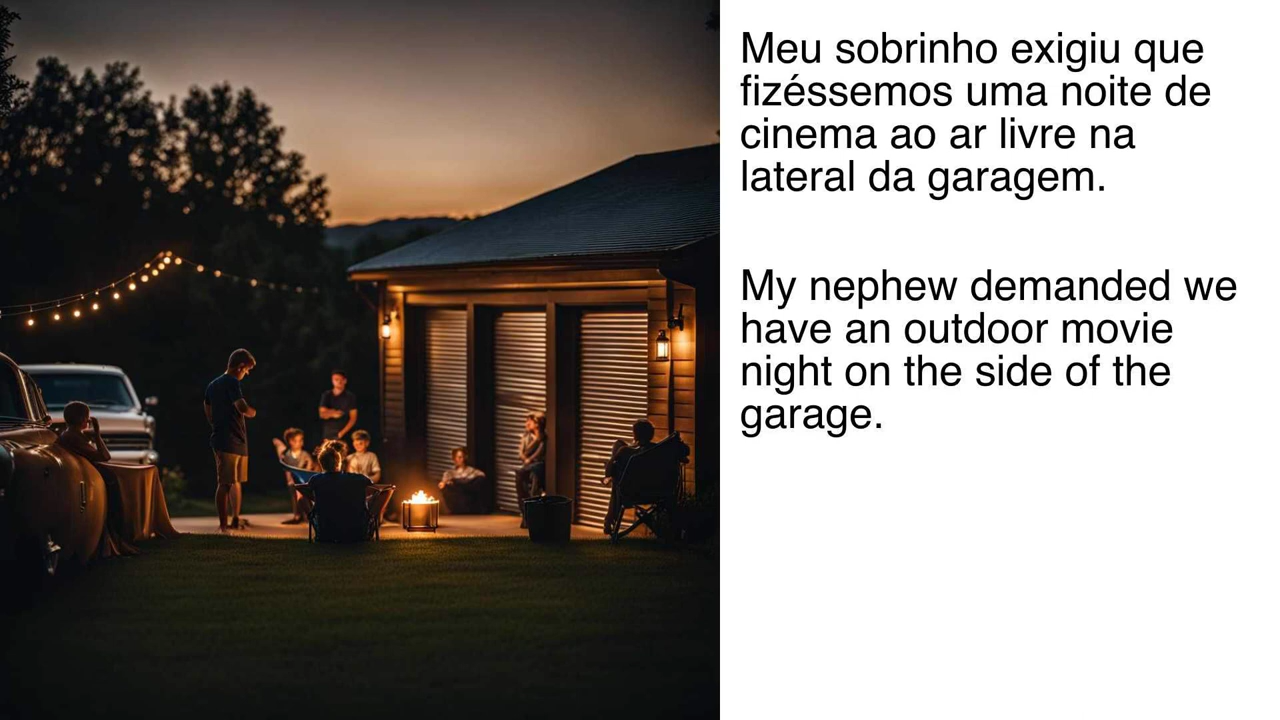 Meu sobrinho exigiu que
fizéssemos uma noite de
cinema ao ar livre na
lateral da garagem.
My nephew demanded we
have an outdoor movie
night on the side of the
garage.